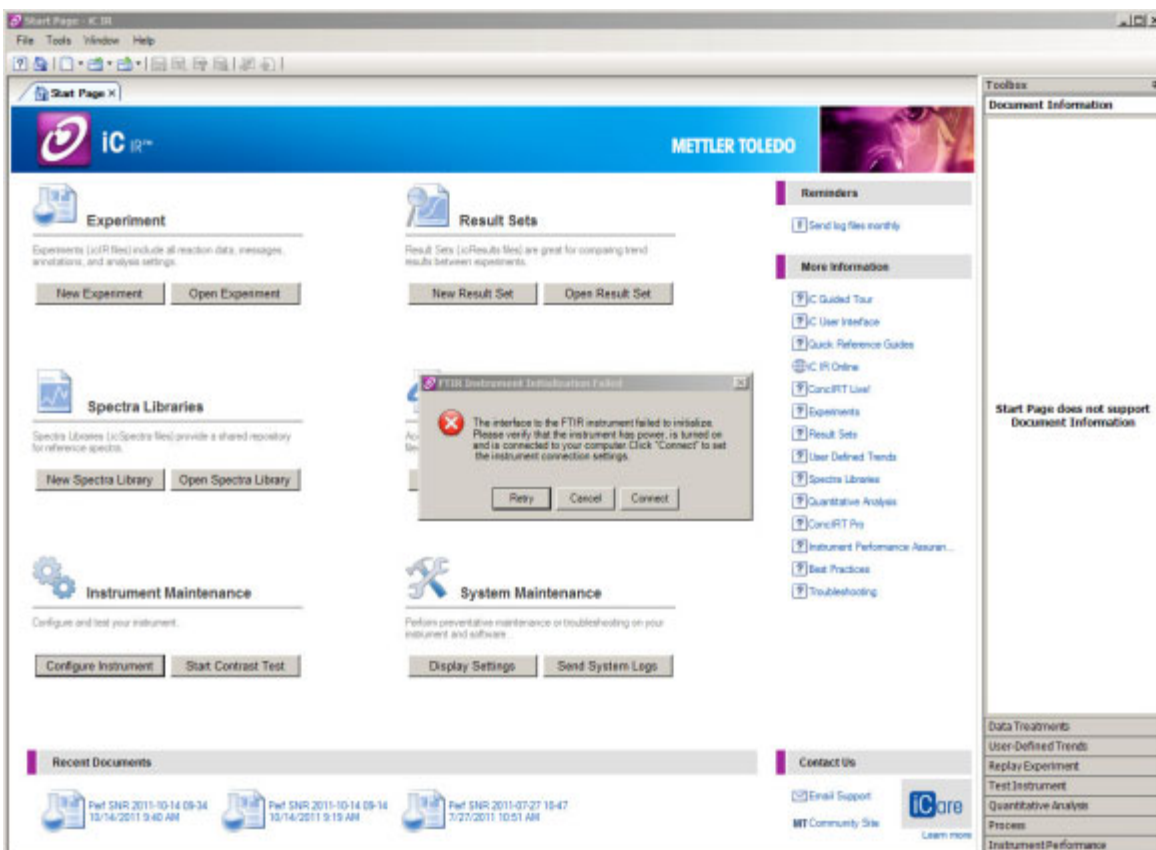 Start Page - iC IR
File Tools Window Help
Start Page
iC IR™
METTLER TOLEDO
Experiment
Experiments (.icIR files) include all reaction data, messages,
annotations, and analysis settings.
New Experiment Open Experiment
Result Sets
Result Sets (.icResults files) are great for comparing trend
results between experiments.
New Result Set Open Result Set
Spectra Libraries
Spectra Libraries (.icSpectra files) provide a shared repository
for reference spectra.
New Spectra Library Open Spectra Library
FTIR Instrument Initialization Failed
The interface to the FTIR instrument failed to initialize.
Please verify that the instrument has power, is turned on
and is connected to your computer. Click "Connect" to set
the instrument connection settings.
Retry Cancel Connect
Instrument Maintenance
Configure and test your instrument.
Configure Instrument Start Contrast Test
System Maintenance
Perform preventative maintenance or troubleshooting on your
instrument and software.
Display Settings Send System Logs
Recent Documents
Perf SNR 2011-10-14 09-34
10/14/2011 9:40 AM
Perf SNR 2011-10-14 09-14
10/14/2011 9:19 AM
Perf SNR 2011-07-27 10-47
7/27/2011 10:51 AM
Reminders
Send log files monthly
More Information
iC Guided Tour
iC User Interface
Quick Reference Guides
iC IR Online
ConcIRT Live!
Experiments
Result Sets
User Defined Trends
Spectra Libraries
Quantitative Analysis
ConcIRT Pro
Instrument Performance Assuran...
Best Practices
Troubleshooting
Contact Us
Email Support
MT Community Site
iCare
Learn more
Toolbox
Document Information
Start Page does not support
Document Information
Data Treatments
User-Defined Trends
Replay Experiment
Test Instrument
Quantitative Analysis
Process
Instrument Performance